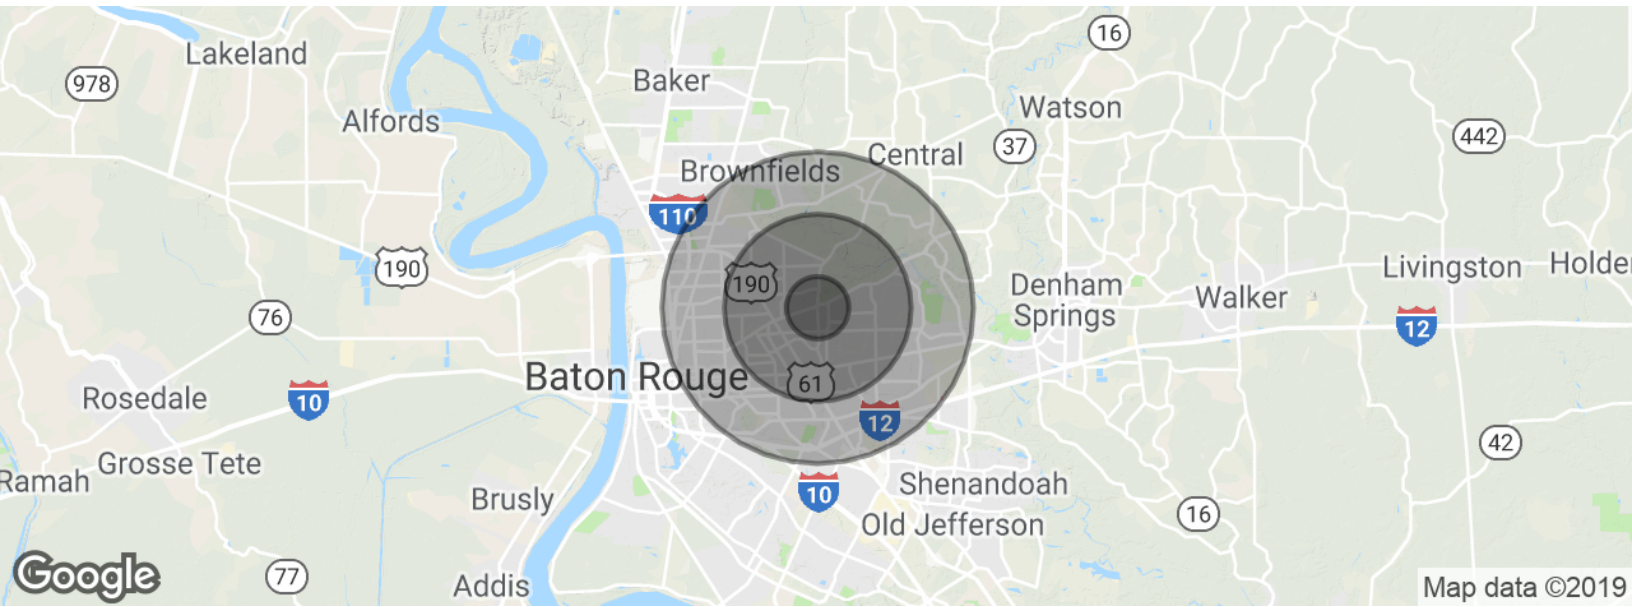 16
Lakeland
978
Baker
Watson
Alfords
442
37
Central
Brownfields
110
190
Livingston
Holder
190
Denham
Springs
Walker
76
12
Baton Rouge
61
Rosedale
10
12
42
Grosse Tete
Ramah
Shenandoah
10
Brusly
16
Old Jefferson
77
Google
Addis
Map data ©2019